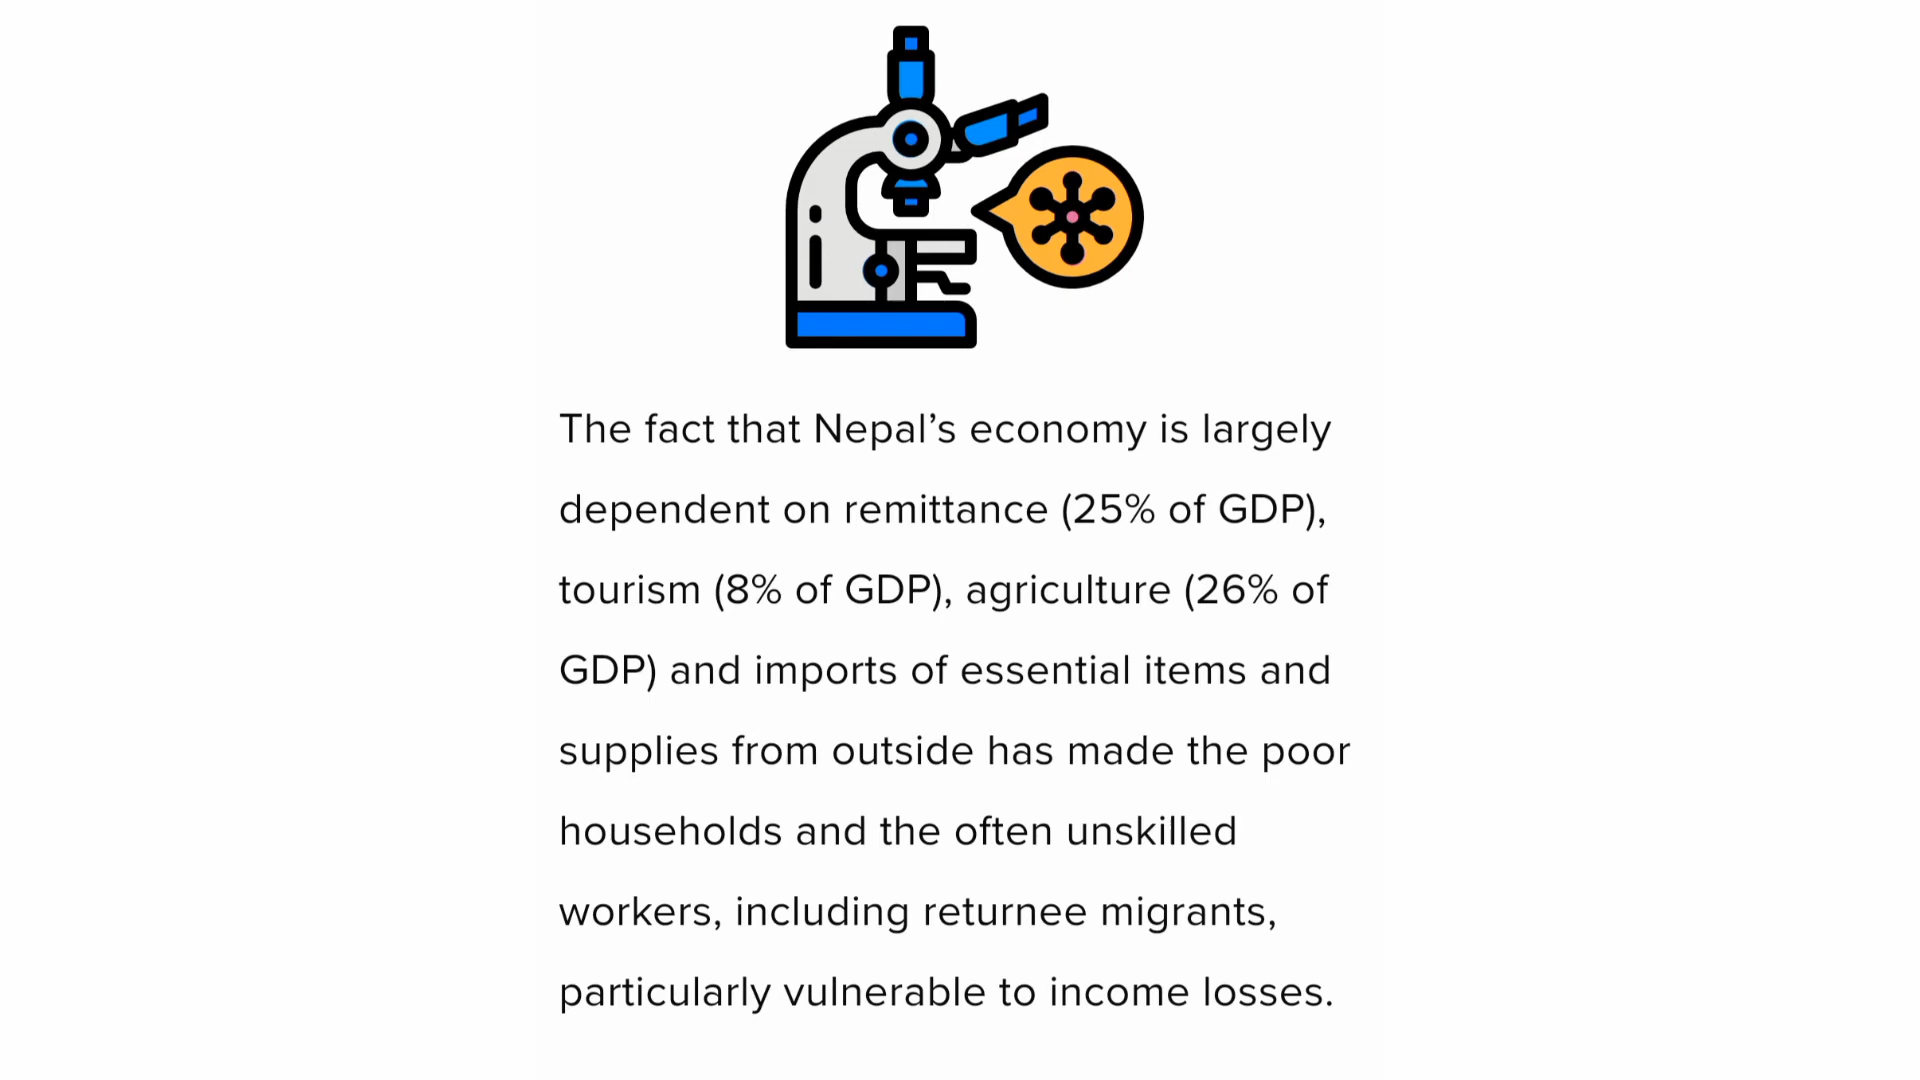 The fact that Nepal’s economy is largely
dependent on remittance (25% of GDP),
tourism (8% of GDP), agriculture (26% of
GDP) and imports of essential items and
supplies from outside has made the poor
households and the often unskilled
workers, including returnee migrants,
particularly vulnerable to income losses.